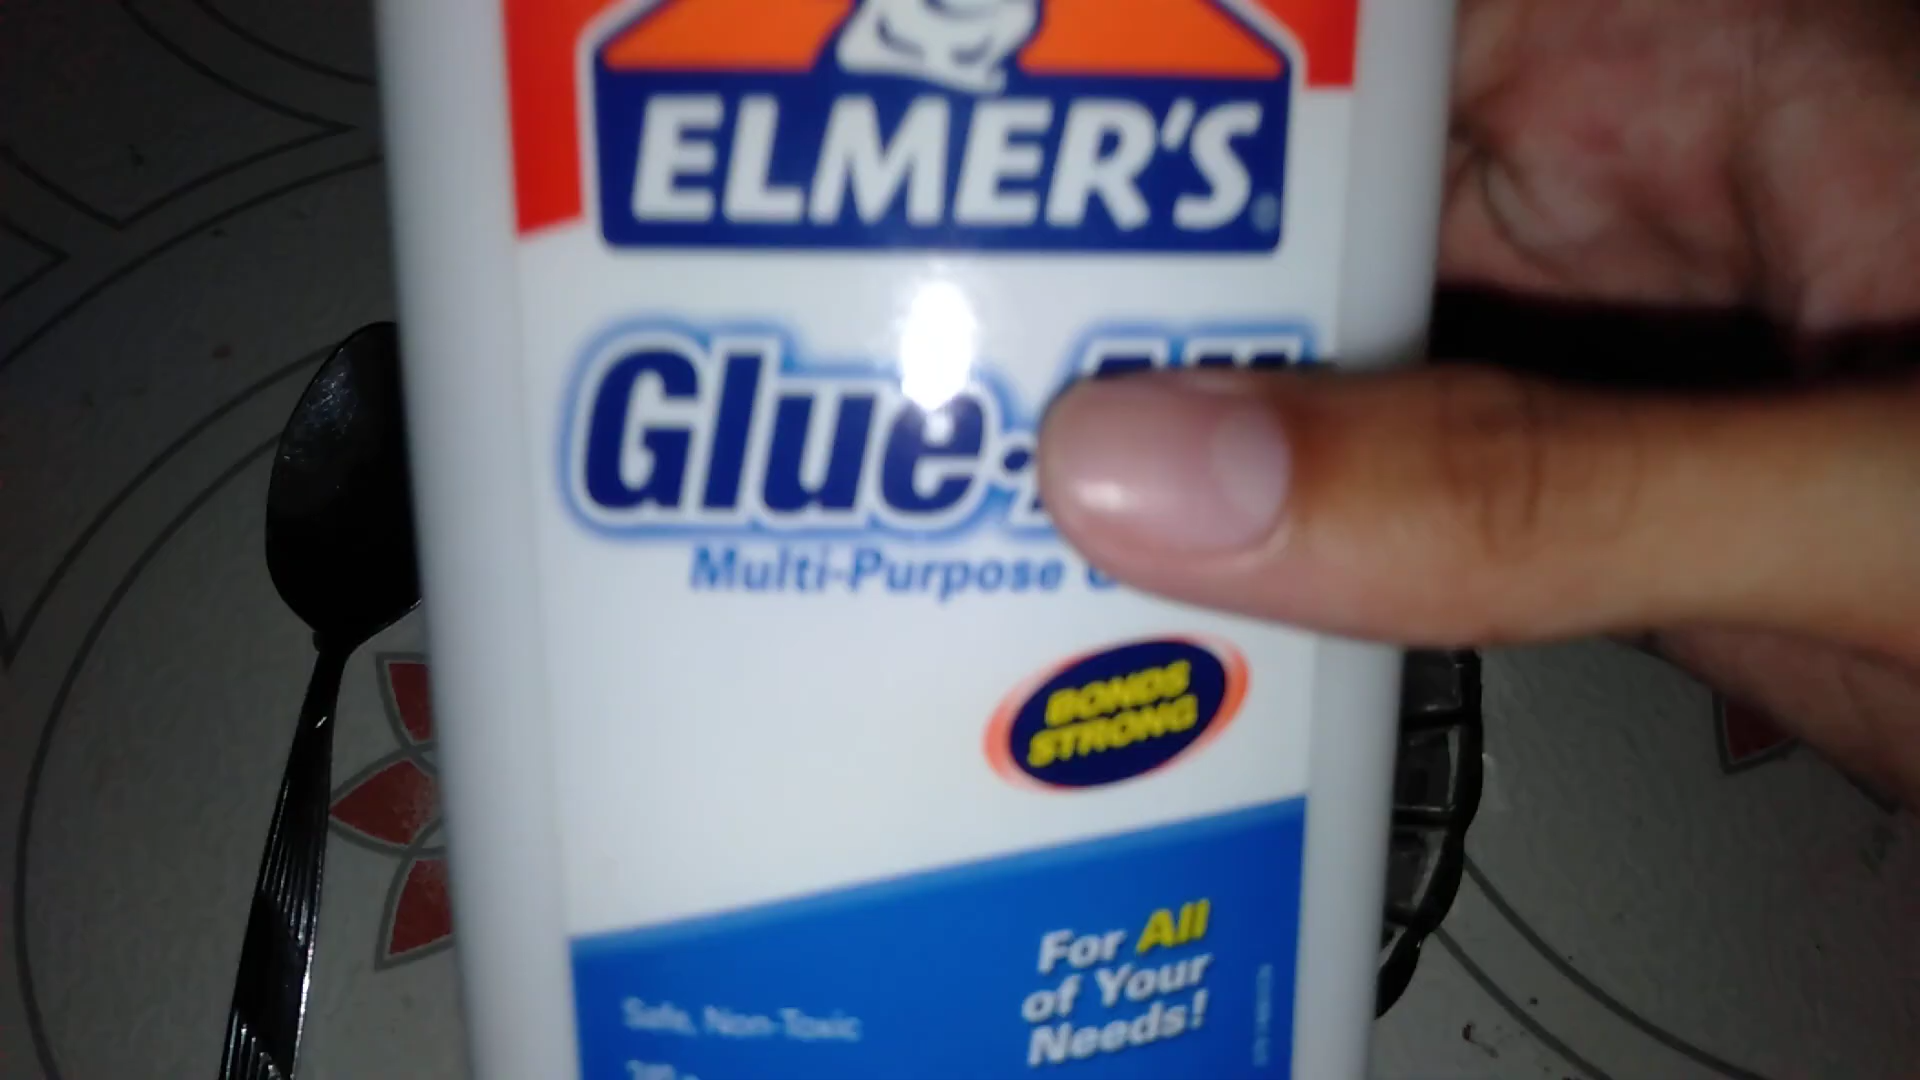 ELMER'S
Glue
Multi-Purpose
BONDS
STRONG
For All
of Your
Needs!
Safe, Non-Toxic